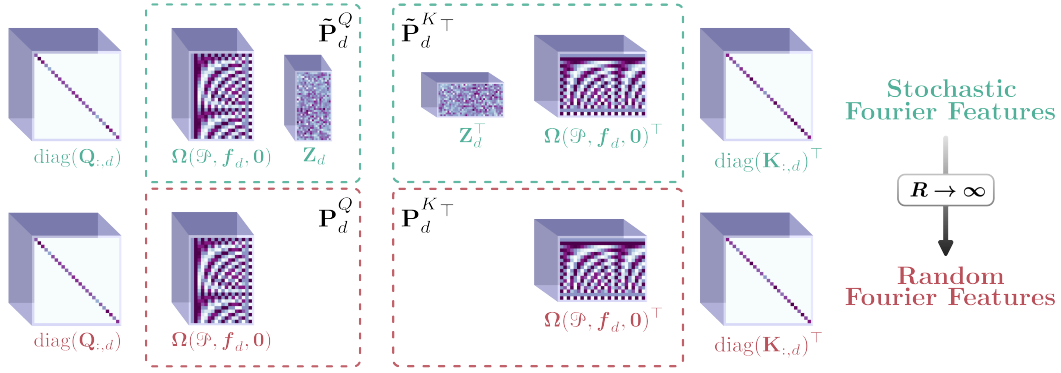 P̃_d^Q
P̃_d^{K⊤}
diag(Q_{:,d})
Ω(𝒫, f_d, 0)
Z_d
Z_d^⊤
Ω(𝒫, f_d, 0)^⊤
diag(K_{:,d})^⊤
Stochastic
Fourier Features
R → ∞
P_d^Q
P_d^{K⊤}
diag(Q_{:,d})
Ω(𝒫, f_d, 0)
Ω(𝒫, f_d, 0)^⊤
diag(K_{:,d})^⊤
Random
Fourier Features